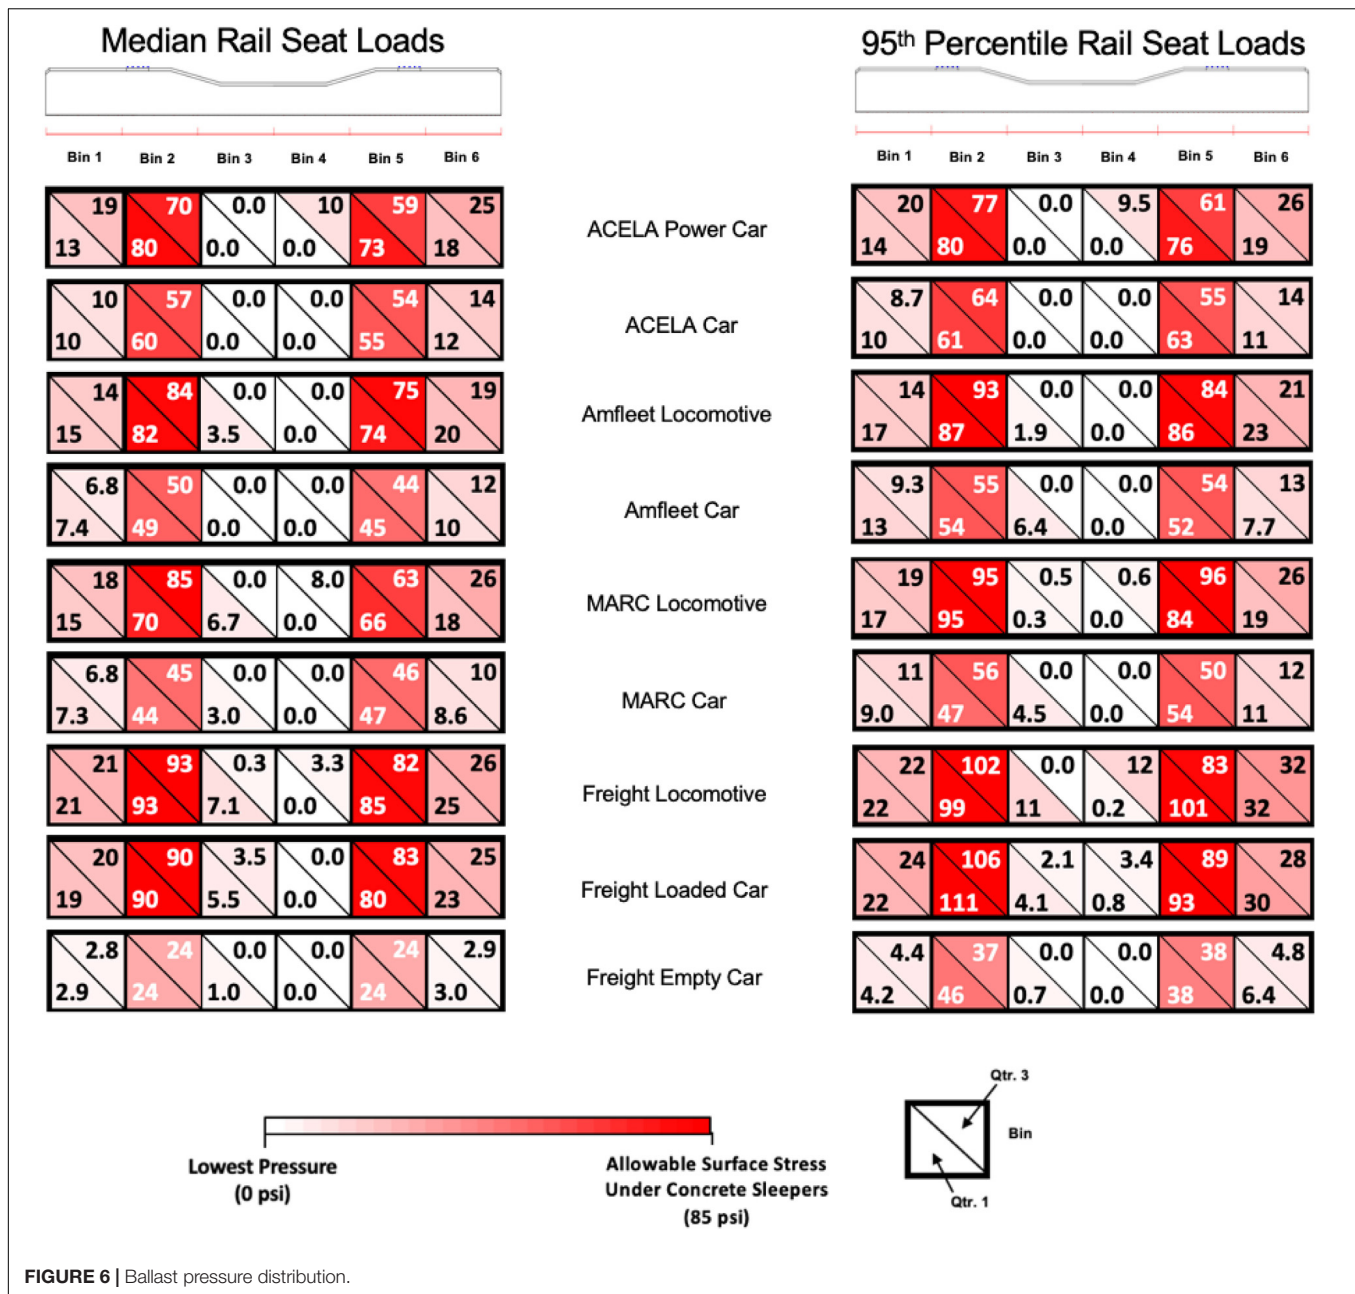 Median Rail Seat Loads
95th Percentile Rail Seat Loads
Bin 1 Bin 2 Bin 3 Bin 4 Bin 5 Bin 6
Bin 1 Bin 2 Bin 3 Bin 4 Bin 5 Bin 6
19 70 0.0 10 59 25
13 80 0.0 0.0 73 18
ACELA Power Car
20 77 0.0 9.5 61 26
14 80 0.0 0.0 76 19
10 57 0.0 0.0 54 14
10 60 0.0 0.0 55 12
ACELA Car
8.7 64 0.0 0.0 55 14
10 61 0.0 0.0 63 11
14 84 0.0 0.0 75 19
15 82 3.5 0.0 74 20
Amfleet Locomotive
14 93 0.0 0.0 84 21
17 87 1.9 0.0 86 23
6.8 50 0.0 0.0 44 12
7.4 49 0.0 0.0 45 10
Amfleet Car
9.3 55 0.0 0.0 54 13
13 54 6.4 0.0 52 7.7
18 85 0.0 8.0 63 26
15 70 6.7 0.0 66 18
MARC Locomotive
19 95 0.5 0.6 96 26
17 95 0.3 0.0 84 19
6.8 45 0.0 0.0 46 10
7.3 44 3.0 0.0 47 8.6
MARC Car
11 56 0.0 0.0 50 12
9.0 47 4.5 0.0 54 11
21 93 0.3 3.3 82 26
21 93 7.1 0.0 85 25
Freight Locomotive
22 102 0.0 12 83 32
22 99 11 0.2 101 32
20 90 3.5 0.0 83 25
19 90 5.5 0.0 80 23
Freight Loaded Car
24 106 2.1 3.4 89 28
22 111 4.1 0.8 93 30
2.8 24 0.0 0.0 24 2.9
2.9 24 1.0 0.0 24 3.0
Freight Empty Car
4.4 37 0.0 0.0 38 4.8
4.2 46 0.7 0.0 38 6.4
Lowest Pressure
(0 psi)
Allowable Surface Stress
Under Concrete Sleepers
(85 psi)
Qtr. 3
Bin
Qtr. 1
FIGURE 6 | Ballast pressure distribution.